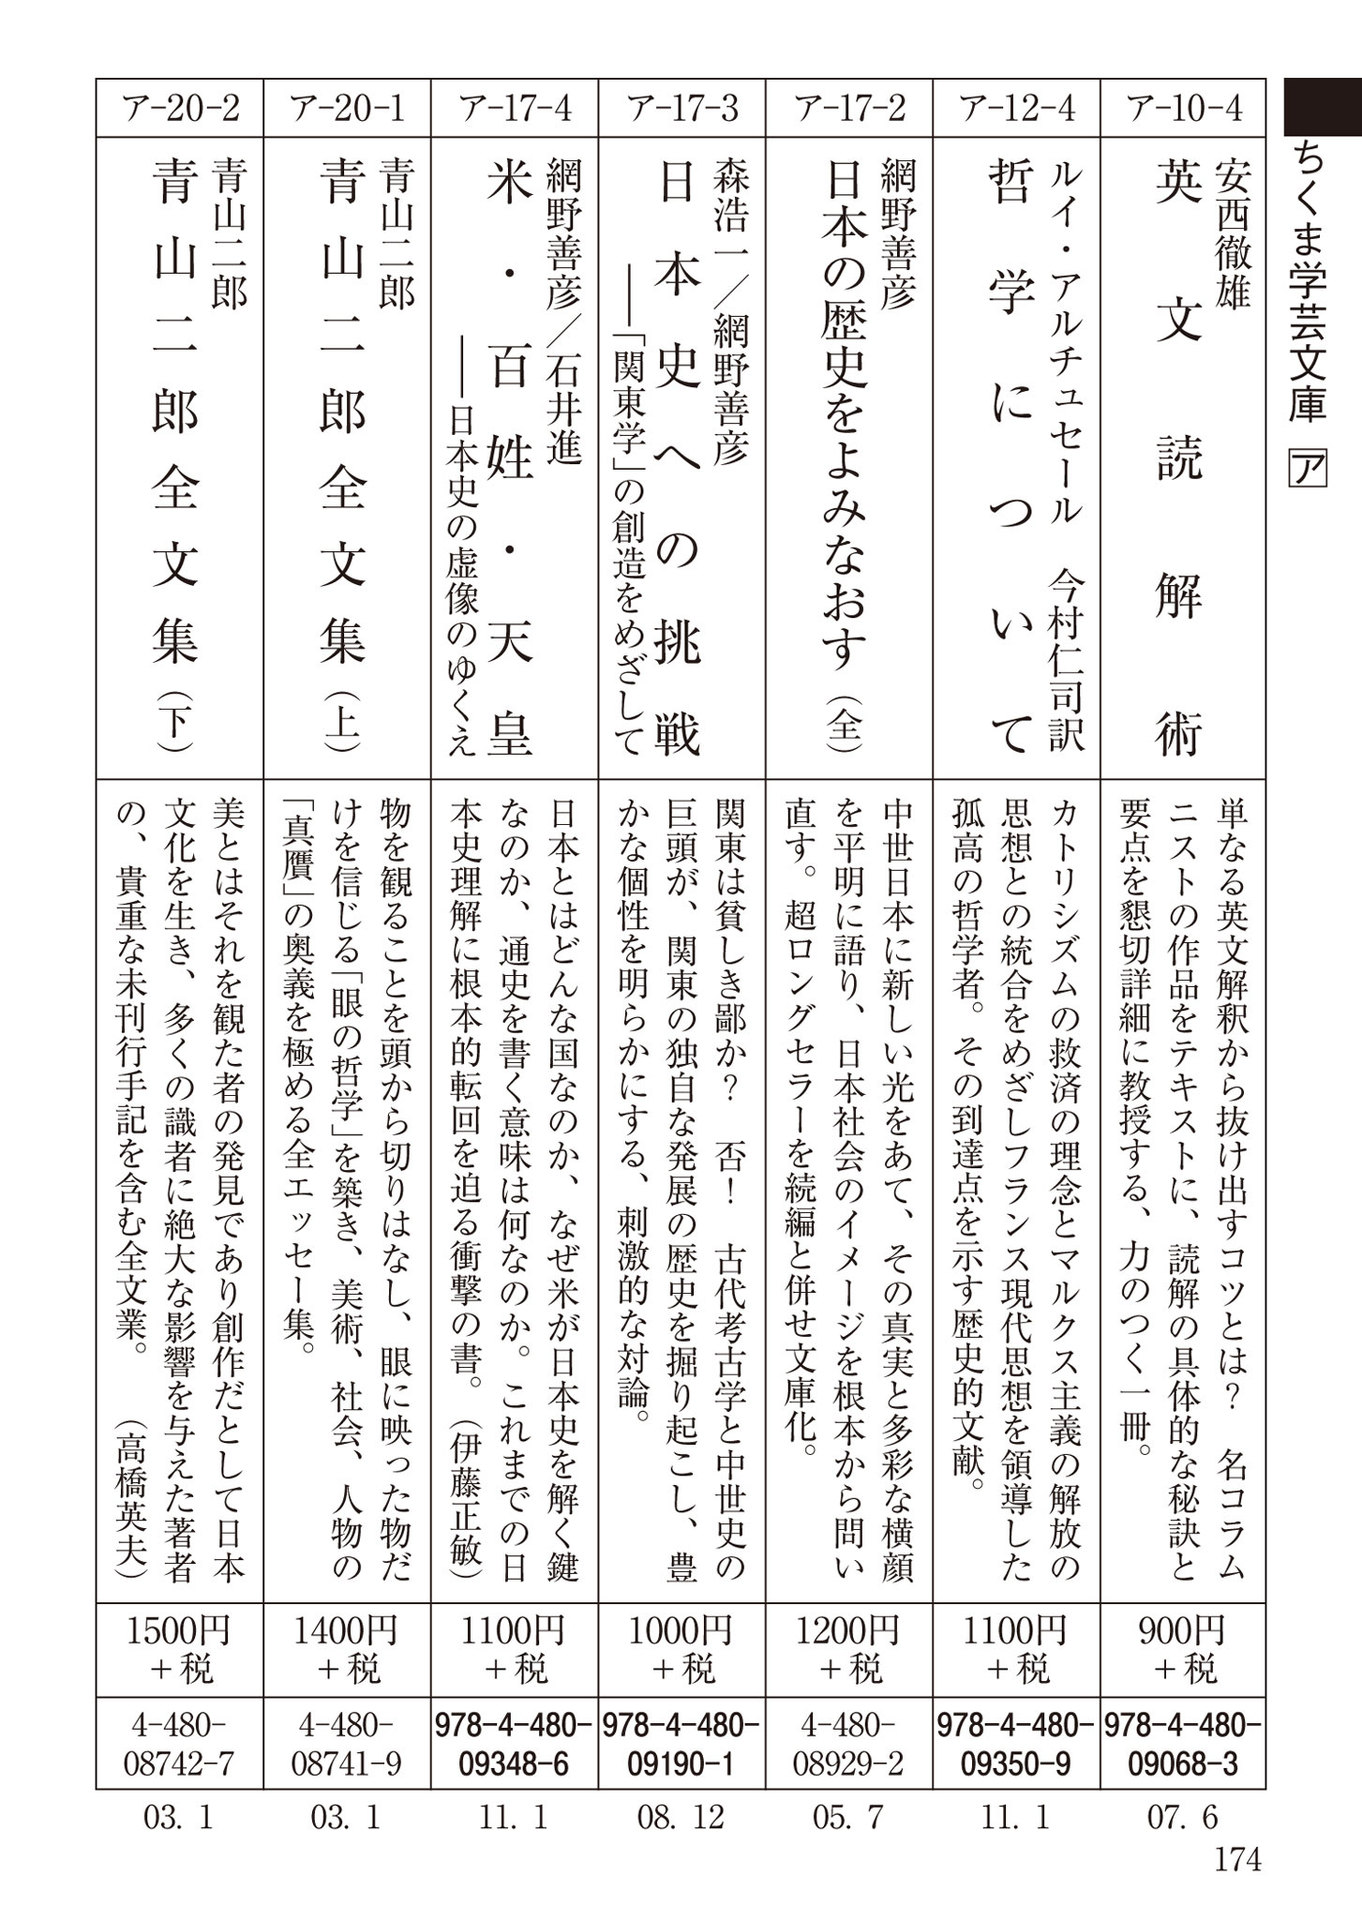 ちくま学芸文庫 ア
ア-10-4
安西徹雄
英文読解術
単なる英文解釈から抜け出すコツとは？　名コラム
ニストの作品をテキストに、読解の具体的な秘訣と
要点を懇切詳細に教授する、力のつく一冊。
900円
＋税
978-4-480-
09068-3
07. 6
ア-12-4
ルイ・アルチュセール　今村仁司訳
哲学について
カトリシズムの救済の理念とマルクス主義の解放の
思想との統合をめざしフランス現代思想を領導した
孤高の哲学者。その到達点を示す歴史的文献。
1100円
＋税
978-4-480-
09350-9
11. 1
ア-17-2
網野善彦
日本の歴史をよみなおす（全）
中世日本に新しい光をあて、その真実と多彩な横顔
を平明に語り、日本社会のイメージを根本から問い
直す。超ロングセラーを続編と併せ文庫化。
1200円
＋税
4-480-
08929-2
05. 7
ア-17-3
森浩一／網野善彦
日本史への挑戦
――「関東学」の創造をめざして
関東は貧しき鄙か？　否！　古代考古学と中世史の
巨頭が、関東の独自な発展の歴史を掘り起こし、豊
かな個性を明らかにする、刺激的な対論。
1000円
＋税
978-4-480-
09190-1
08. 12
ア-17-4
網野善彦／石井進
米・百姓・天皇
――日本史の虚像のゆくえ
日本とはどんな国なのか、なぜ米が日本史を解く鍵
なのか、通史を書く意味は何なのか。これまでの日
本史理解に根本的転回を迫る衝撃の書。（伊藤正敏）
1100円
＋税
978-4-480-
09348-6
11. 1
ア-20-1
青山二郎
青山二郎全文集（上）
物を観ることを頭から切りはなし、眼に映った物だ
けを信じる「眼の哲学」を築き、美術、社会、人物の
「真贋」の奥義を極める全エッセー集。
1400円
＋税
4-480-
08741-9
03. 1
ア-20-2
青山二郎
青山二郎全文集（下）
美とはそれを観た者の発見であり創作だとして日本
文化を生き、多くの識者に絶大な影響を与えた著者
の、貴重な未刊行手記を含む全文業。（高橋英夫）
1500円
＋税
4-480-
08742-7
03. 1
174